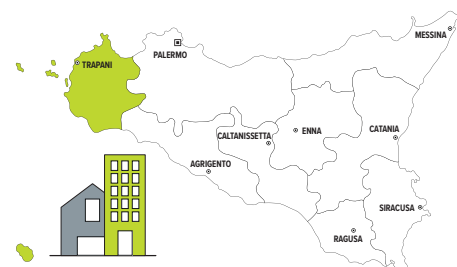 MESSINA
PALERMO
TRAPANI
CATANIA
ENNA
CALTANISSETTA
AGRIGENTO
SIRACUSA
RAGUSA